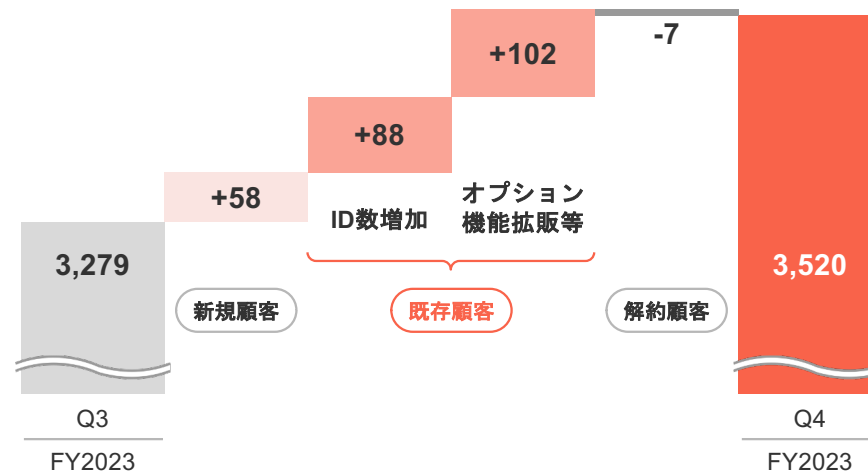 +102
-7
+88
+58
オプション
機能拡販等
ID数増加
3,279
3,520
新規顧客
既存顧客
解約顧客
Q3
FY2023
Q4
FY2023